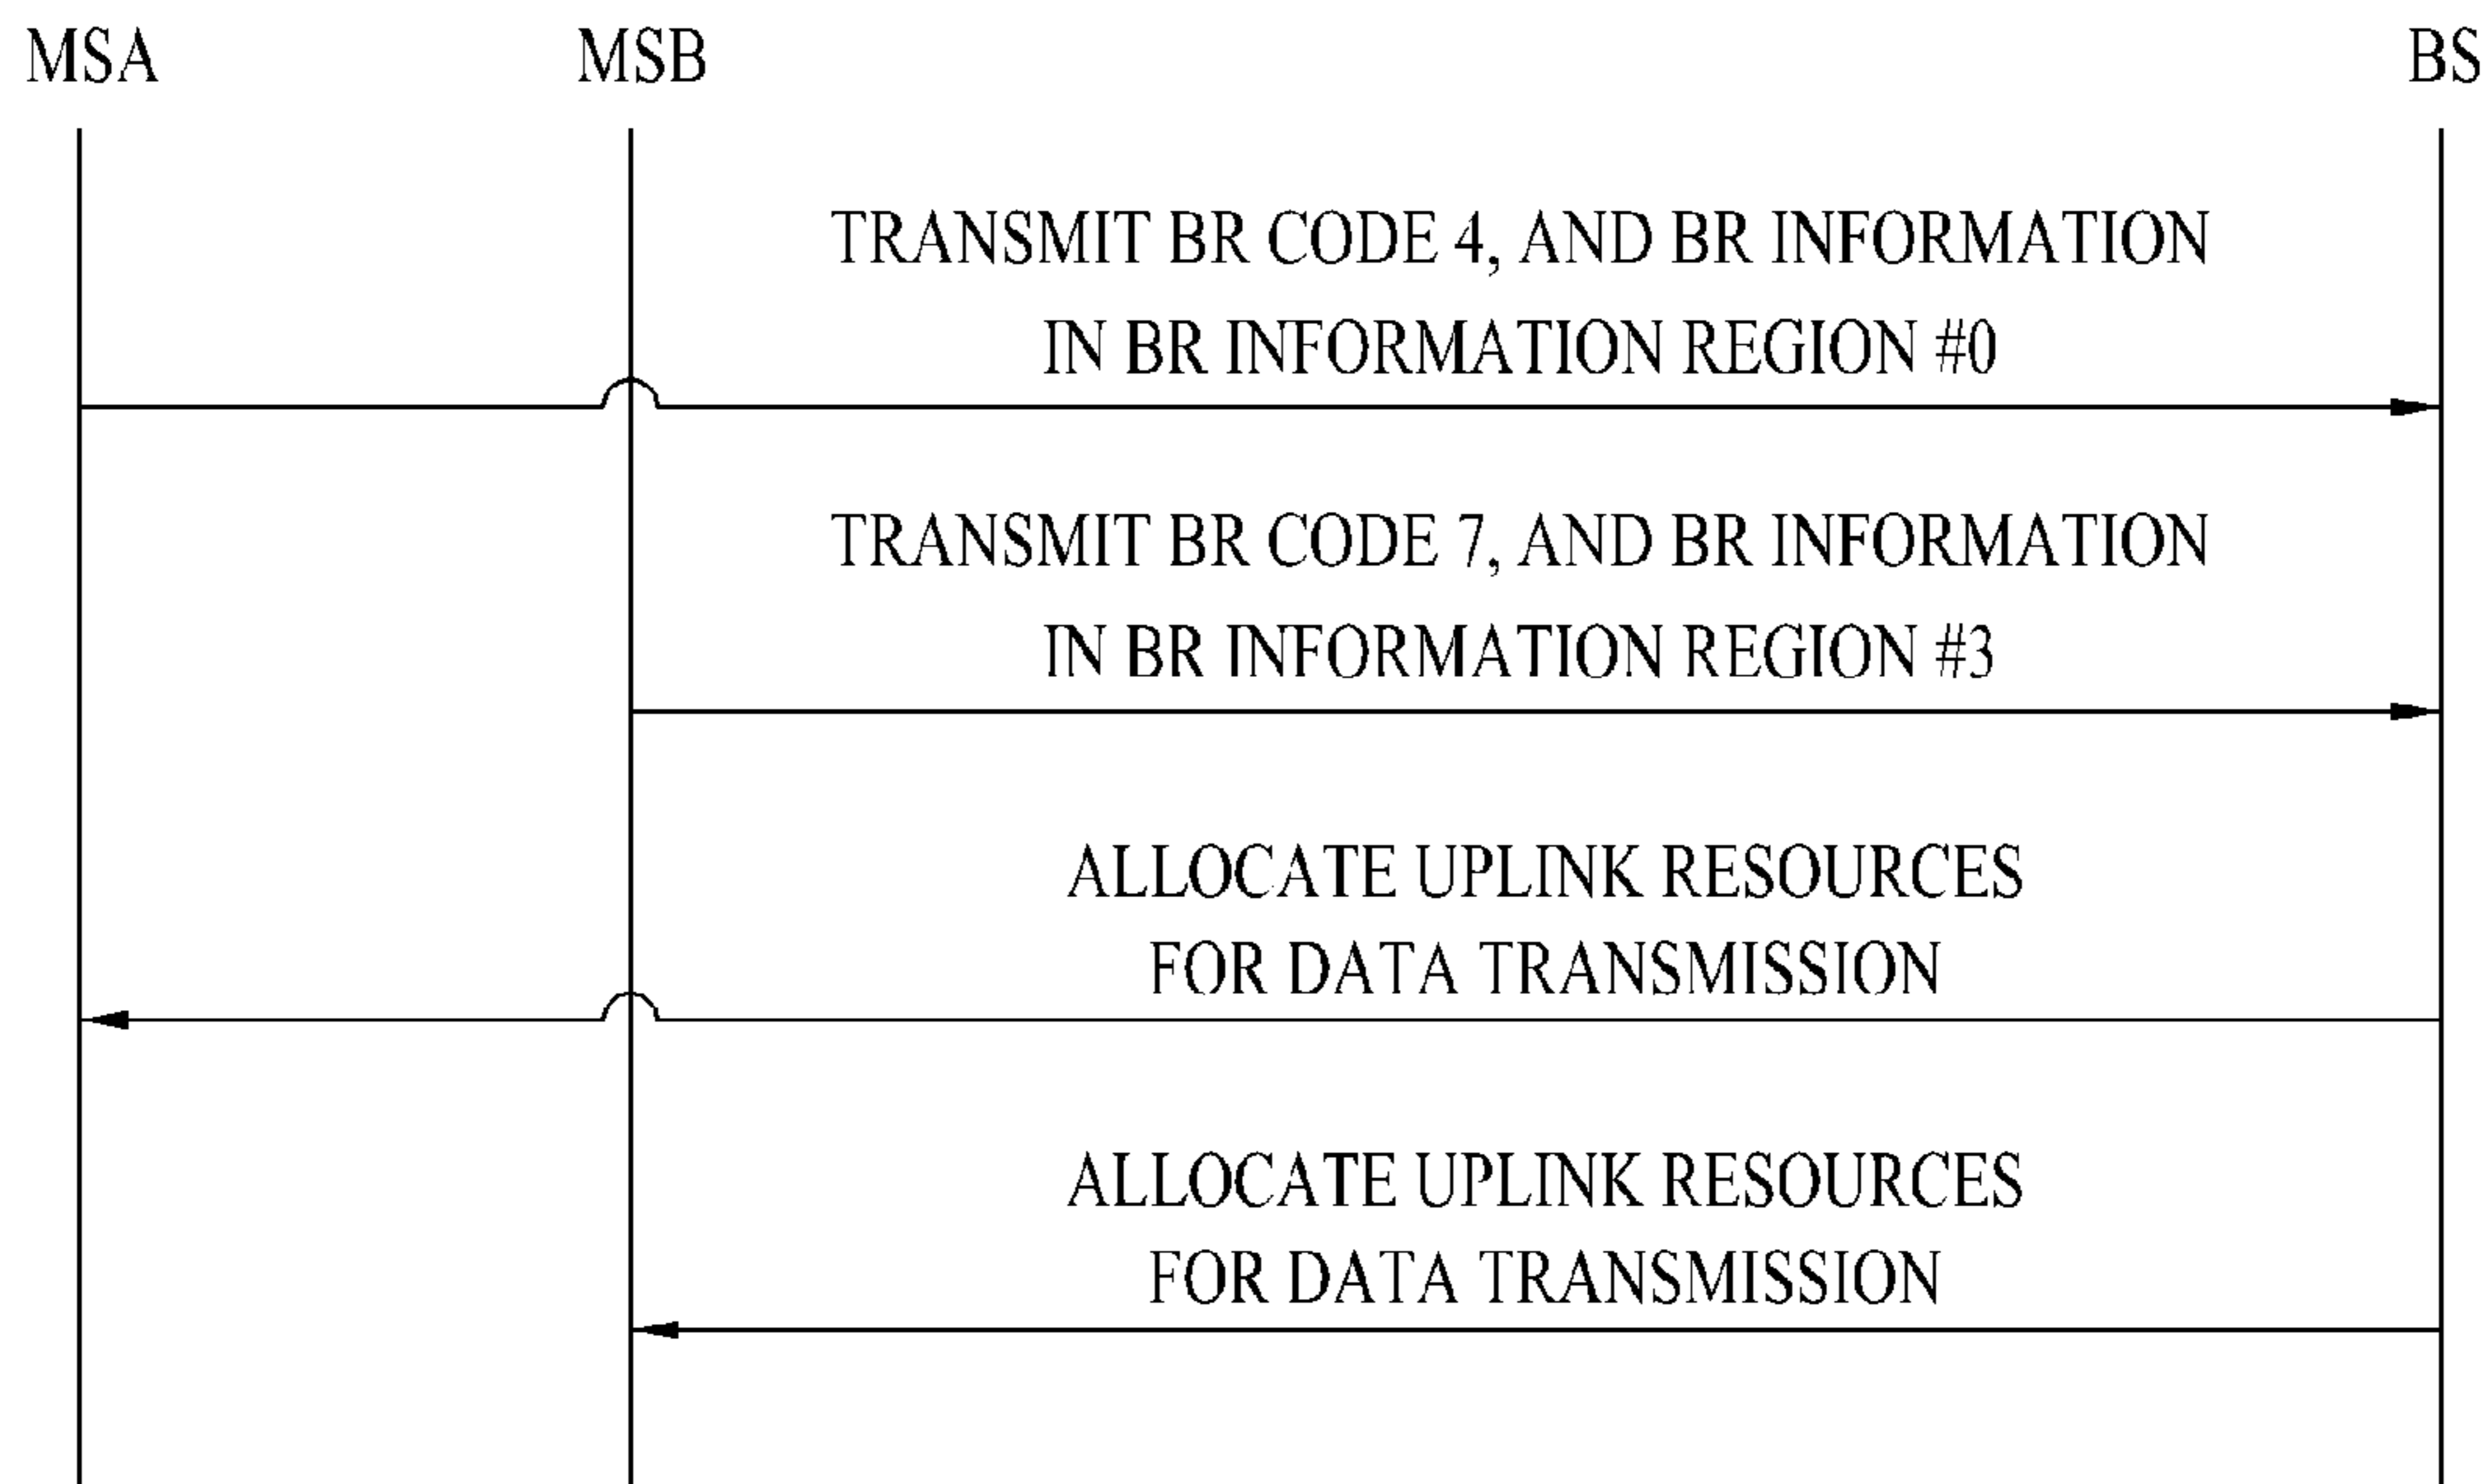 MSA
MSB
BS
TRANSMIT BR CODE 4, AND BR INFORMATION
IN BR INFORMATION REGION #0
TRANSMIT BR CODE 7, AND BR INFORMATION
IN BR INFORMATION REGION #3
ALLOCATE UPLINK RESOURCES
FOR DATA TRANSMISSION
ALLOCATE UPLINK RESOURCES
FOR DATA TRANSMISSION